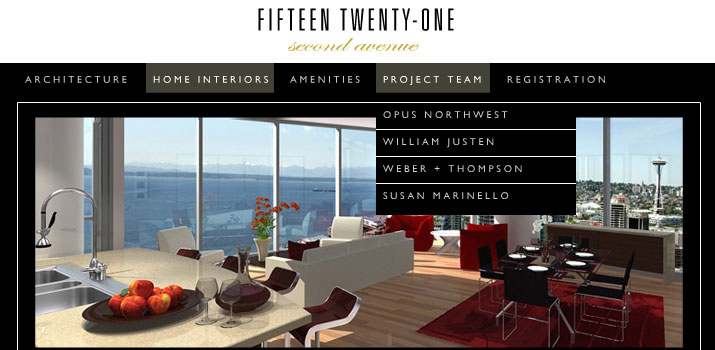 FIFTEEN TWENTY-ONE
second avenue
ARCHITECTURE HOME INTERIORS AMENITIES PROJECT TEAM REGISTRATION
OPUS NORTHWEST
WILLIAM JUSTEN
WEBER + THOMPSON
SUSAN MARINELLO